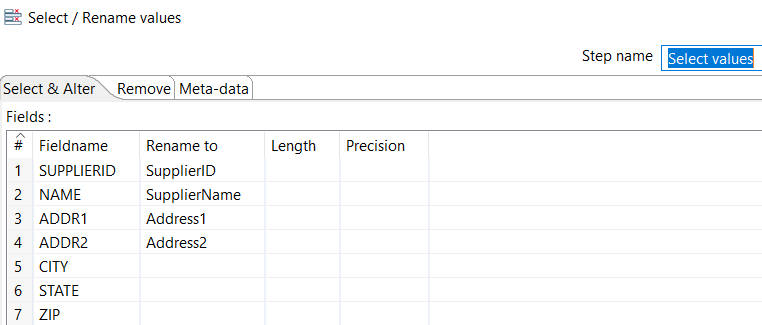 Select / Rename values
Step name Select values
Select & Alter Remove Meta-data
Fields :
# Fieldname Rename to Length Precision
1 SUPPLIERID SupplierID
2 NAME SupplierName
3 ADDR1 Address1
4 ADDR2 Address2
5 CITY
6 STATE
7 ZIP